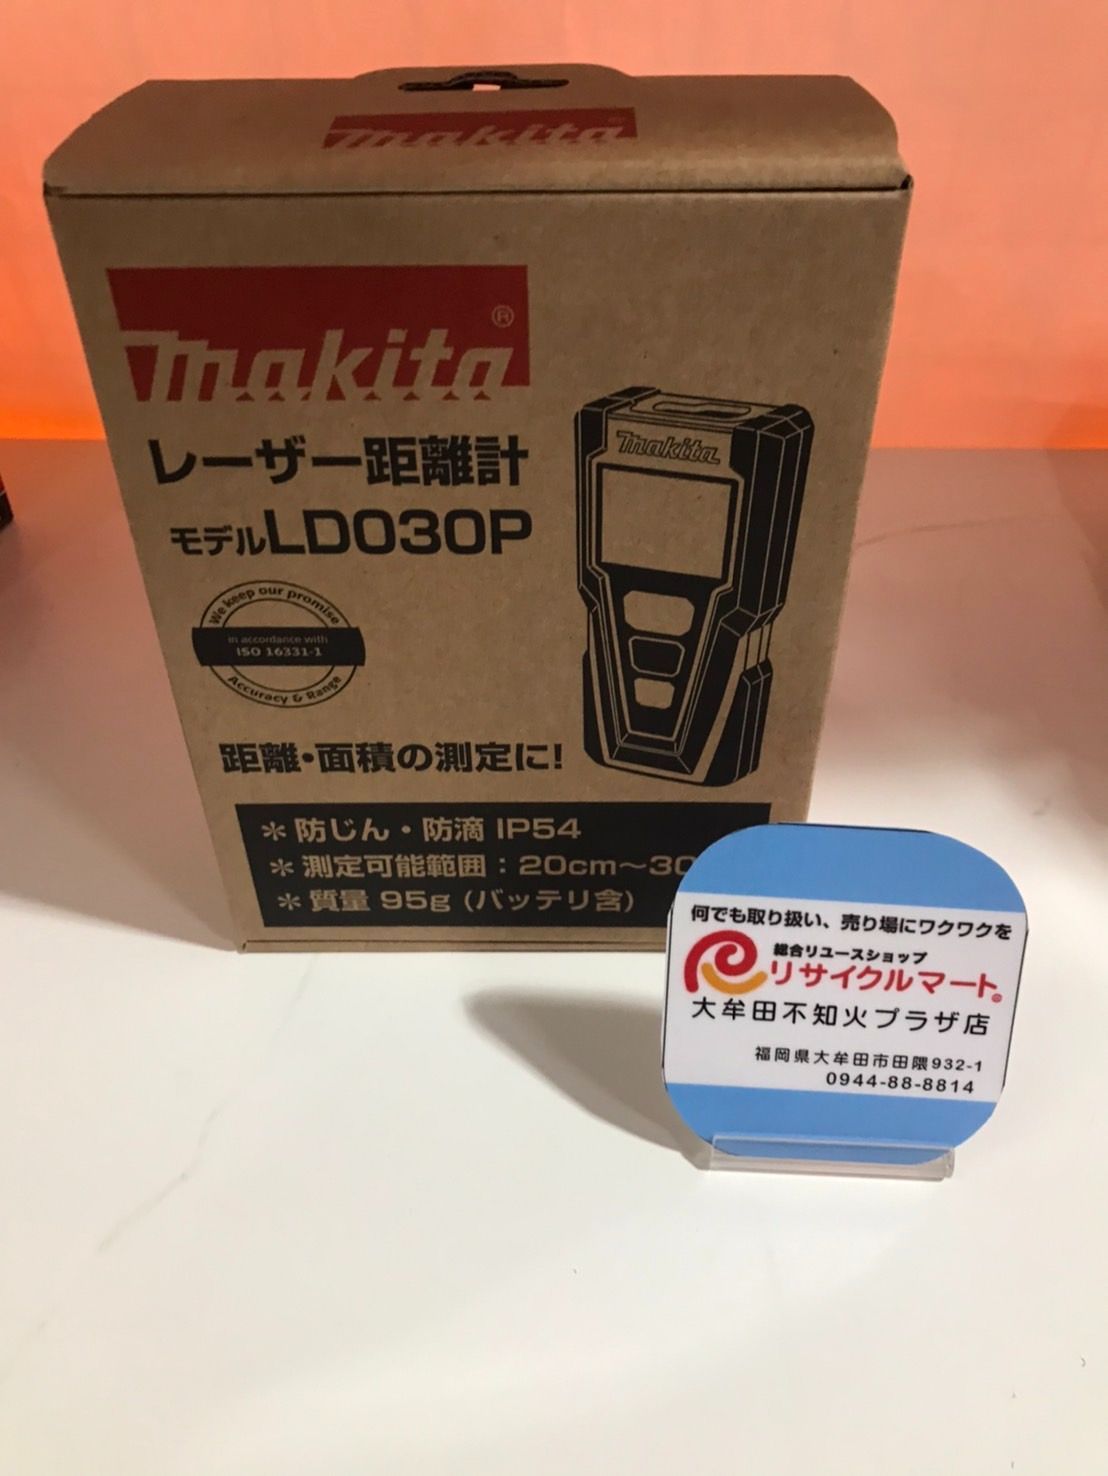 makita®
makita®
レーザー距離計
モデルLD030P
makita
We keep our promise
in accordance with
ISO 16331-1
Accuracy & Range
距離・面積の測定に!
＊防じん・防滴 IP54
＊測定可能範囲：20cm～30
＊質量 95g (バッテリ含)
何でも取り扱い、売り場にワクワクを
総合リユースショップ
リサイクルマート®
大牟田不知火プラザ店
福岡県大牟田市田隈932-1
0944-88-8814